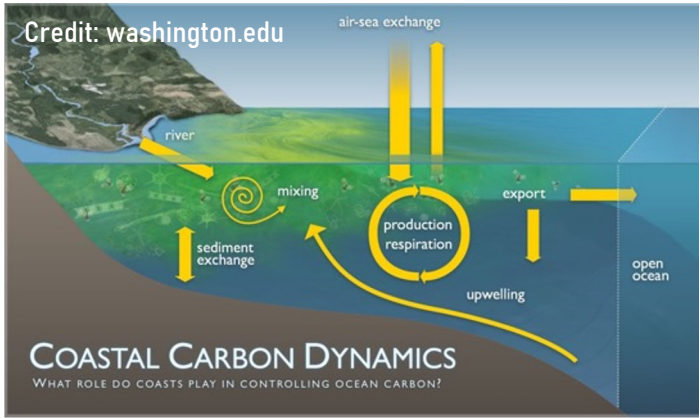 Credit: washington.edu
air-sea exchange
river
mixing
export
production
respiration
sediment
exchange
open
ocean
upwelling
COASTAL CARBON DYNAMICS
WHAT ROLE DO COASTS PLAY IN CONTROLLING OCEAN CARBON?